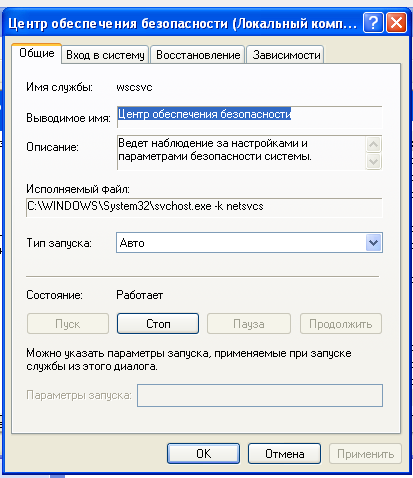 Центр обеспечения безопасности (Локальный комп...
Общие
Вход в систему
Восстановление
Зависимости
Имя службы:
wscsvc
Выводимое имя:
Центр обеспечения безопасности
Описание:
Ведет наблюдение за настройками и
параметрами безопасности системы.
Исполняемый файл:
C:\WINDOWS\System32\svchost.exe -k netsvcs
Тип запуска:
Авто
Состояние:
Работает
Пуск
Стоп
Пауза
Продолжить
Можно указать параметры запуска, применяемые при запуске
службы из этого диалога.
Параметры запуска:
OK
Отмена
Применить